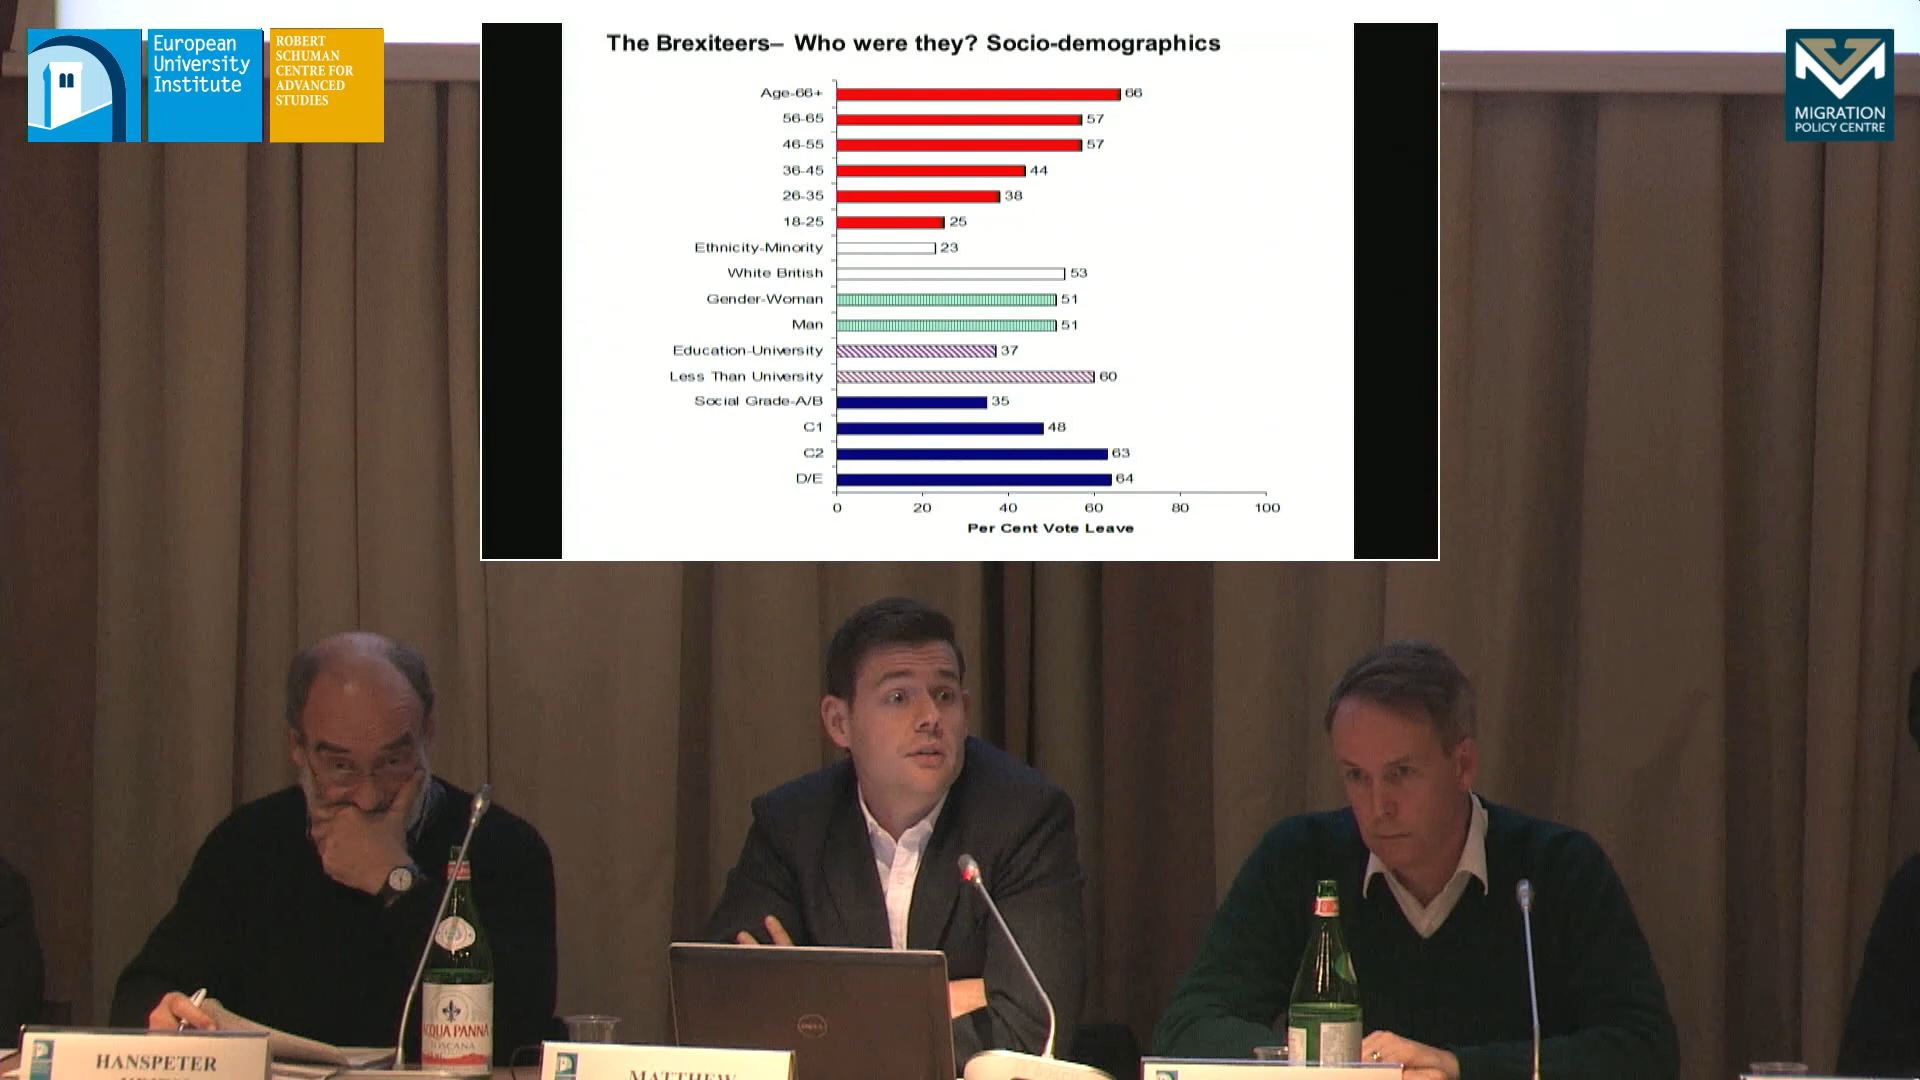 European
University
Institute
ROBERT
SCHUMAN
CENTRE FOR
ADVANCED
STUDIES
The Brexiteers– Who were they? Socio-demographics
Age-66+ 66
56-65 57
46-55 57
36-45 44
26-35 38
18-25 25
Ethnicity-Minority 23
White British 53
Gender-Woman 51
Man 51
Education-University 37
Less Than University 60
Social Grade-A/B 35
C1 48
C2 63
D/E 64
0 20 40 60 80 100
Per Cent Vote Leave
MIGRATION
POLICY CENTRE
ACQUA PANNA
TOSCANA
DELL
HANSPETER
MATTHEW